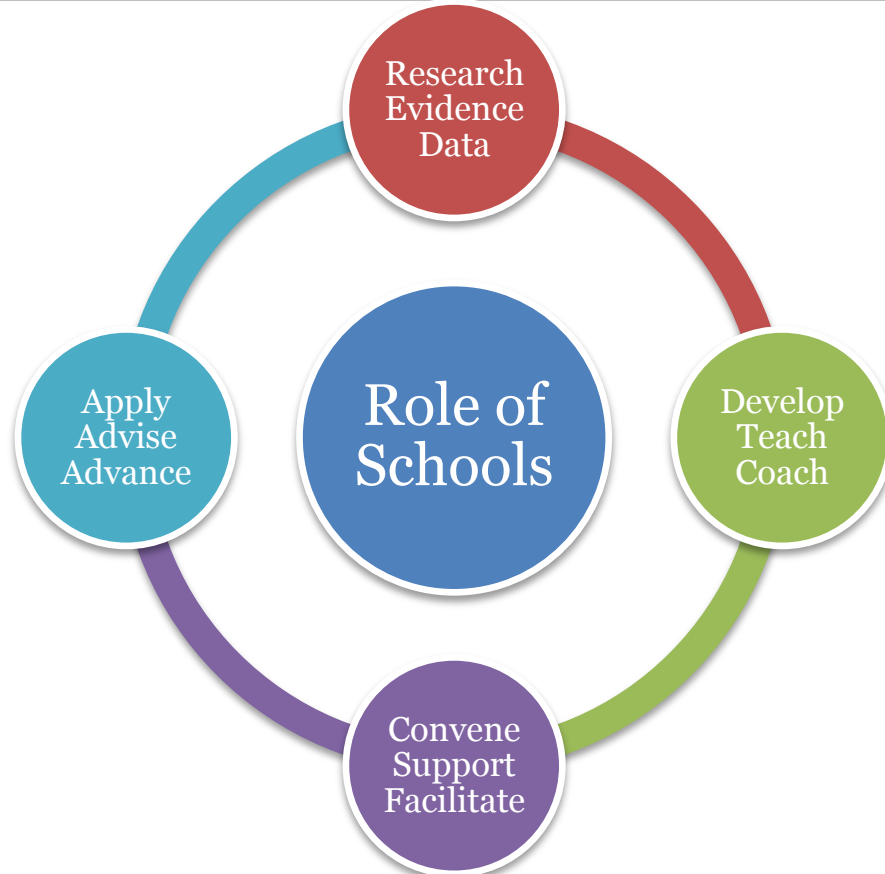 Research
Evidence
Data
Role of
Schools
Apply
Advise
Advance
Develop
Teach
Coach
Convene
Support
Facilitate